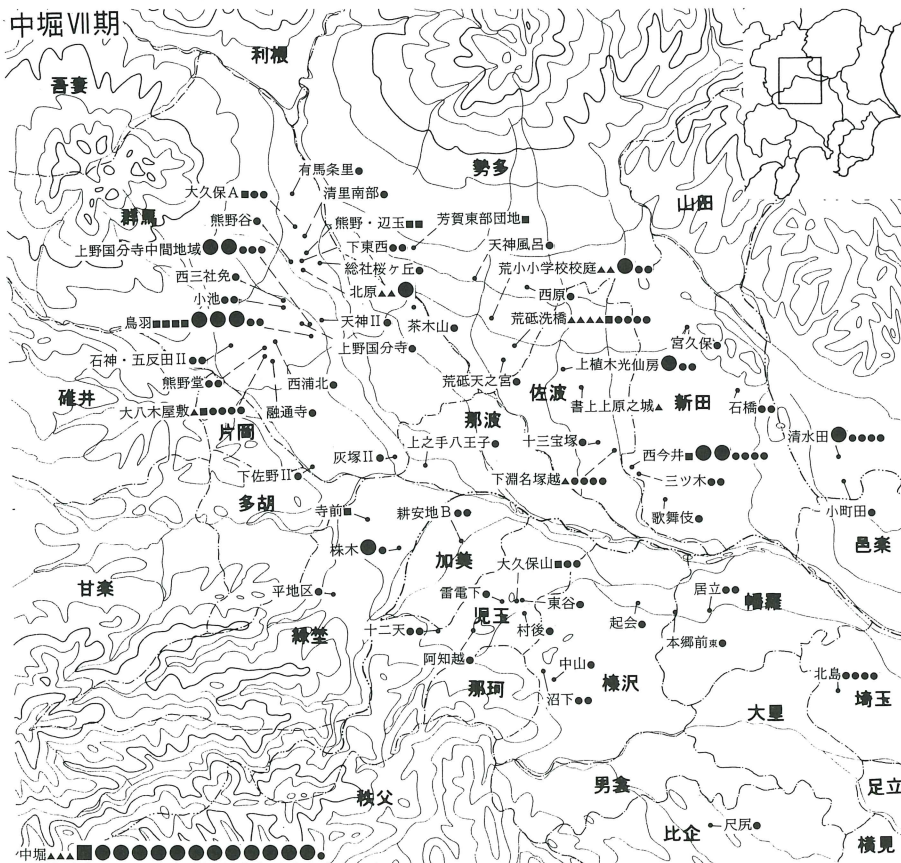 中堀Ⅶ期
利根
吾妻
勢多
有馬条里●
大久保A■●●
清里南部●
山田
群馬
熊野谷●
熊野・辺玉■■
芳賀東部団地■
上野国分寺中間地域●●●●●
下東西●●
天神風呂●
西三社免●
総社桜ヶ丘●
荒小小学校校庭▲▲●●●
小池●●
北原▲▲●
西原●
鳥羽■■■■●●●●●
天神Ⅱ●
茶木山●
荒砥洗橋▲▲▲▲■●●●●
上野国分寺●
宮久保●
石神・五反田Ⅱ●●
上植木光仙房●●●
熊野堂●●
西浦北●
荒砥天之宮●
佐波
碓井
書上上原之城▲
新田
石橋●●
大八木屋敷▲■●●●●
融通寺●
那波
片岡
上之手八王子●
十三宝塚●
清水田●●●●●
灰塚Ⅱ●
西今井■●●●●●●
下佐野Ⅱ●
下淵名塚越▲●●●●
三ツ木●●
多胡
寺前■
耕安地B●●
歌舞伎●
小町田●
株木●●
加美
邑楽
大久保山■●●
甘楽
平地区●
雷電下●
居立●●
幡羅
児玉
東谷●
緑埜
十二天●●
村後●
起会●
本郷前東●
阿知越●
中山●
那珂
榛沢
北島●●●●
沼下●●
埼玉
大里
秩父
男衾
足立
比企
尺尻●
横見
中堀▲▲▲■●●●●●●●●●●●●●